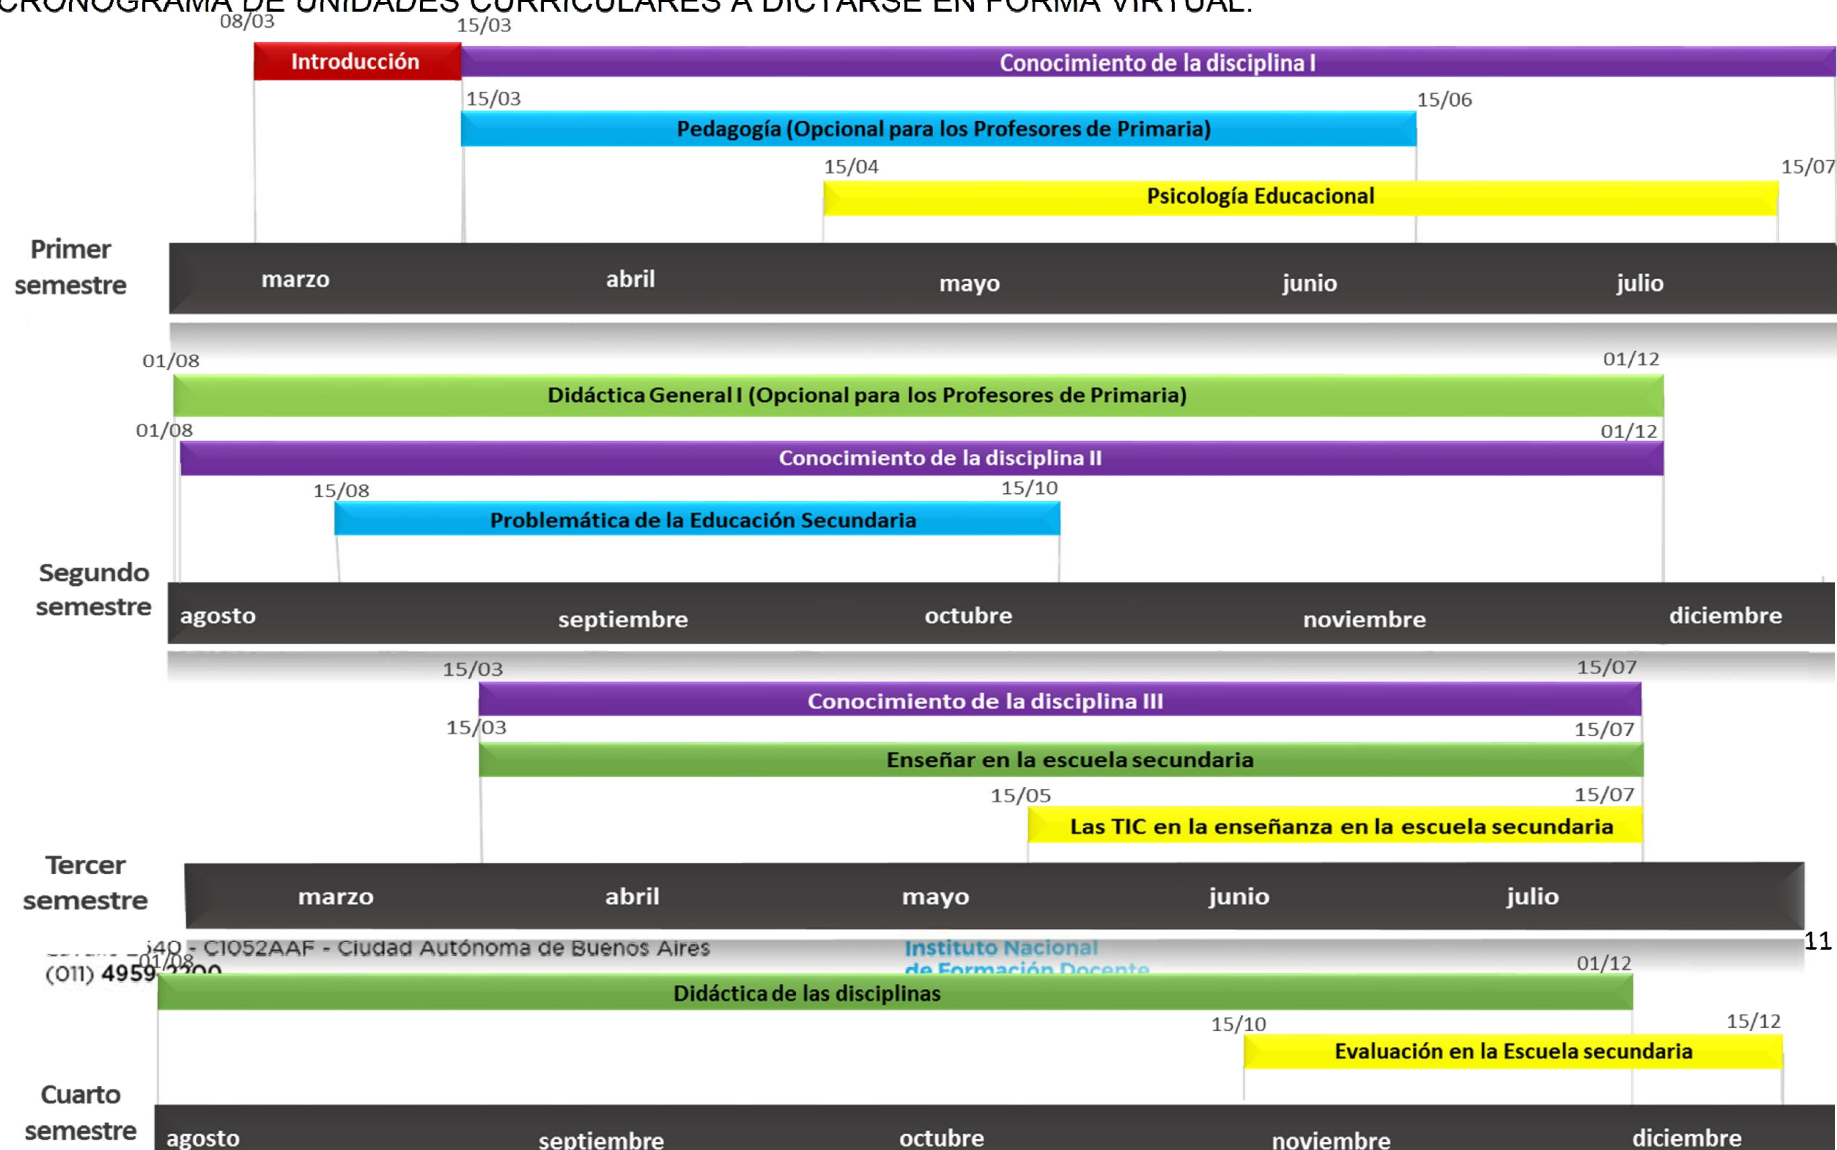 CRONOGRAMA DE UNIDADES CURRICULARES A DICTARSE EN FORMA VIRTUAL.
08/03 15/03
Introducción Conocimiento de la disciplina I
15/03 15/06
Pedagogía (Opcional para los Profesores de Primaria)
15/04 15/07
Psicología Educacional
Primer
semestre
marzo abril mayo junio julio
01/08 01/12
Didáctica General I (Opcional para los Profesores de Primaria)
01/08 01/12
Conocimiento de la disciplina II
15/08 15/10
Problemática de la Educación Secundaria
Segundo
semestre
agosto septiembre octubre noviembre diciembre
15/03 15/07
Conocimiento de la disciplina III
15/03 15/07
Enseñar en la escuela secundaria
15/05 15/07
Las TIC en la enseñanza en la escuela secundaria
Tercer
semestre
marzo abril mayo junio julio
540 - C1052AAF - Ciudad Autónoma de Buenos Aires Instituto Nacional 11
(011) 4959-2200 de Formación Docente
01/08 01/12
Didáctica de las disciplinas
15/10 15/12
Evaluación en la Escuela secundaria
Cuarto
semestre
agosto septiembre octubre noviembre diciembre